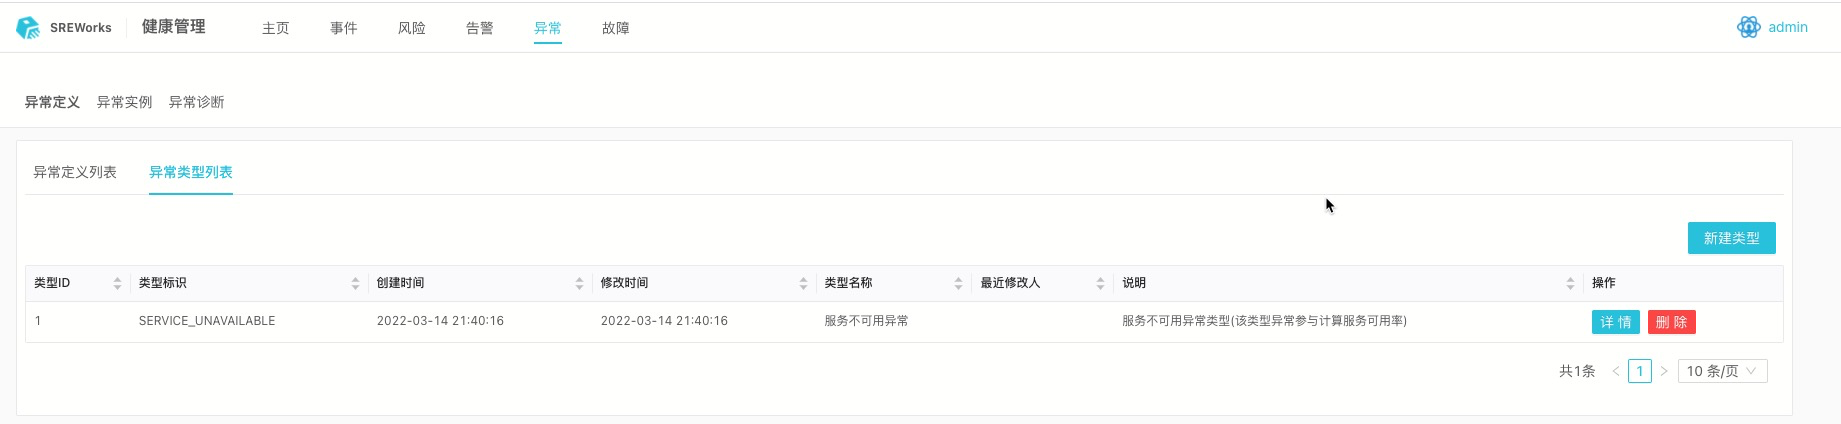 SREWorks 健康管理 主页 事件 风险 告警 异常 故障 admin
异常定义 异常实例 异常诊断
异常定义列表 异常类型列表
新建类型
类型ID 类型标识 创建时间 修改时间 类型名称 最近修改人 说明 操作
1 SERVICE_UNAVAILABLE 2022-03-14 21:40:16 2022-03-14 21:40:16 服务不可用异常 服务不可用异常类型(该类型异常参与计算服务可用率) 详 情 删 除
共1条 < 1 > 10 条/页